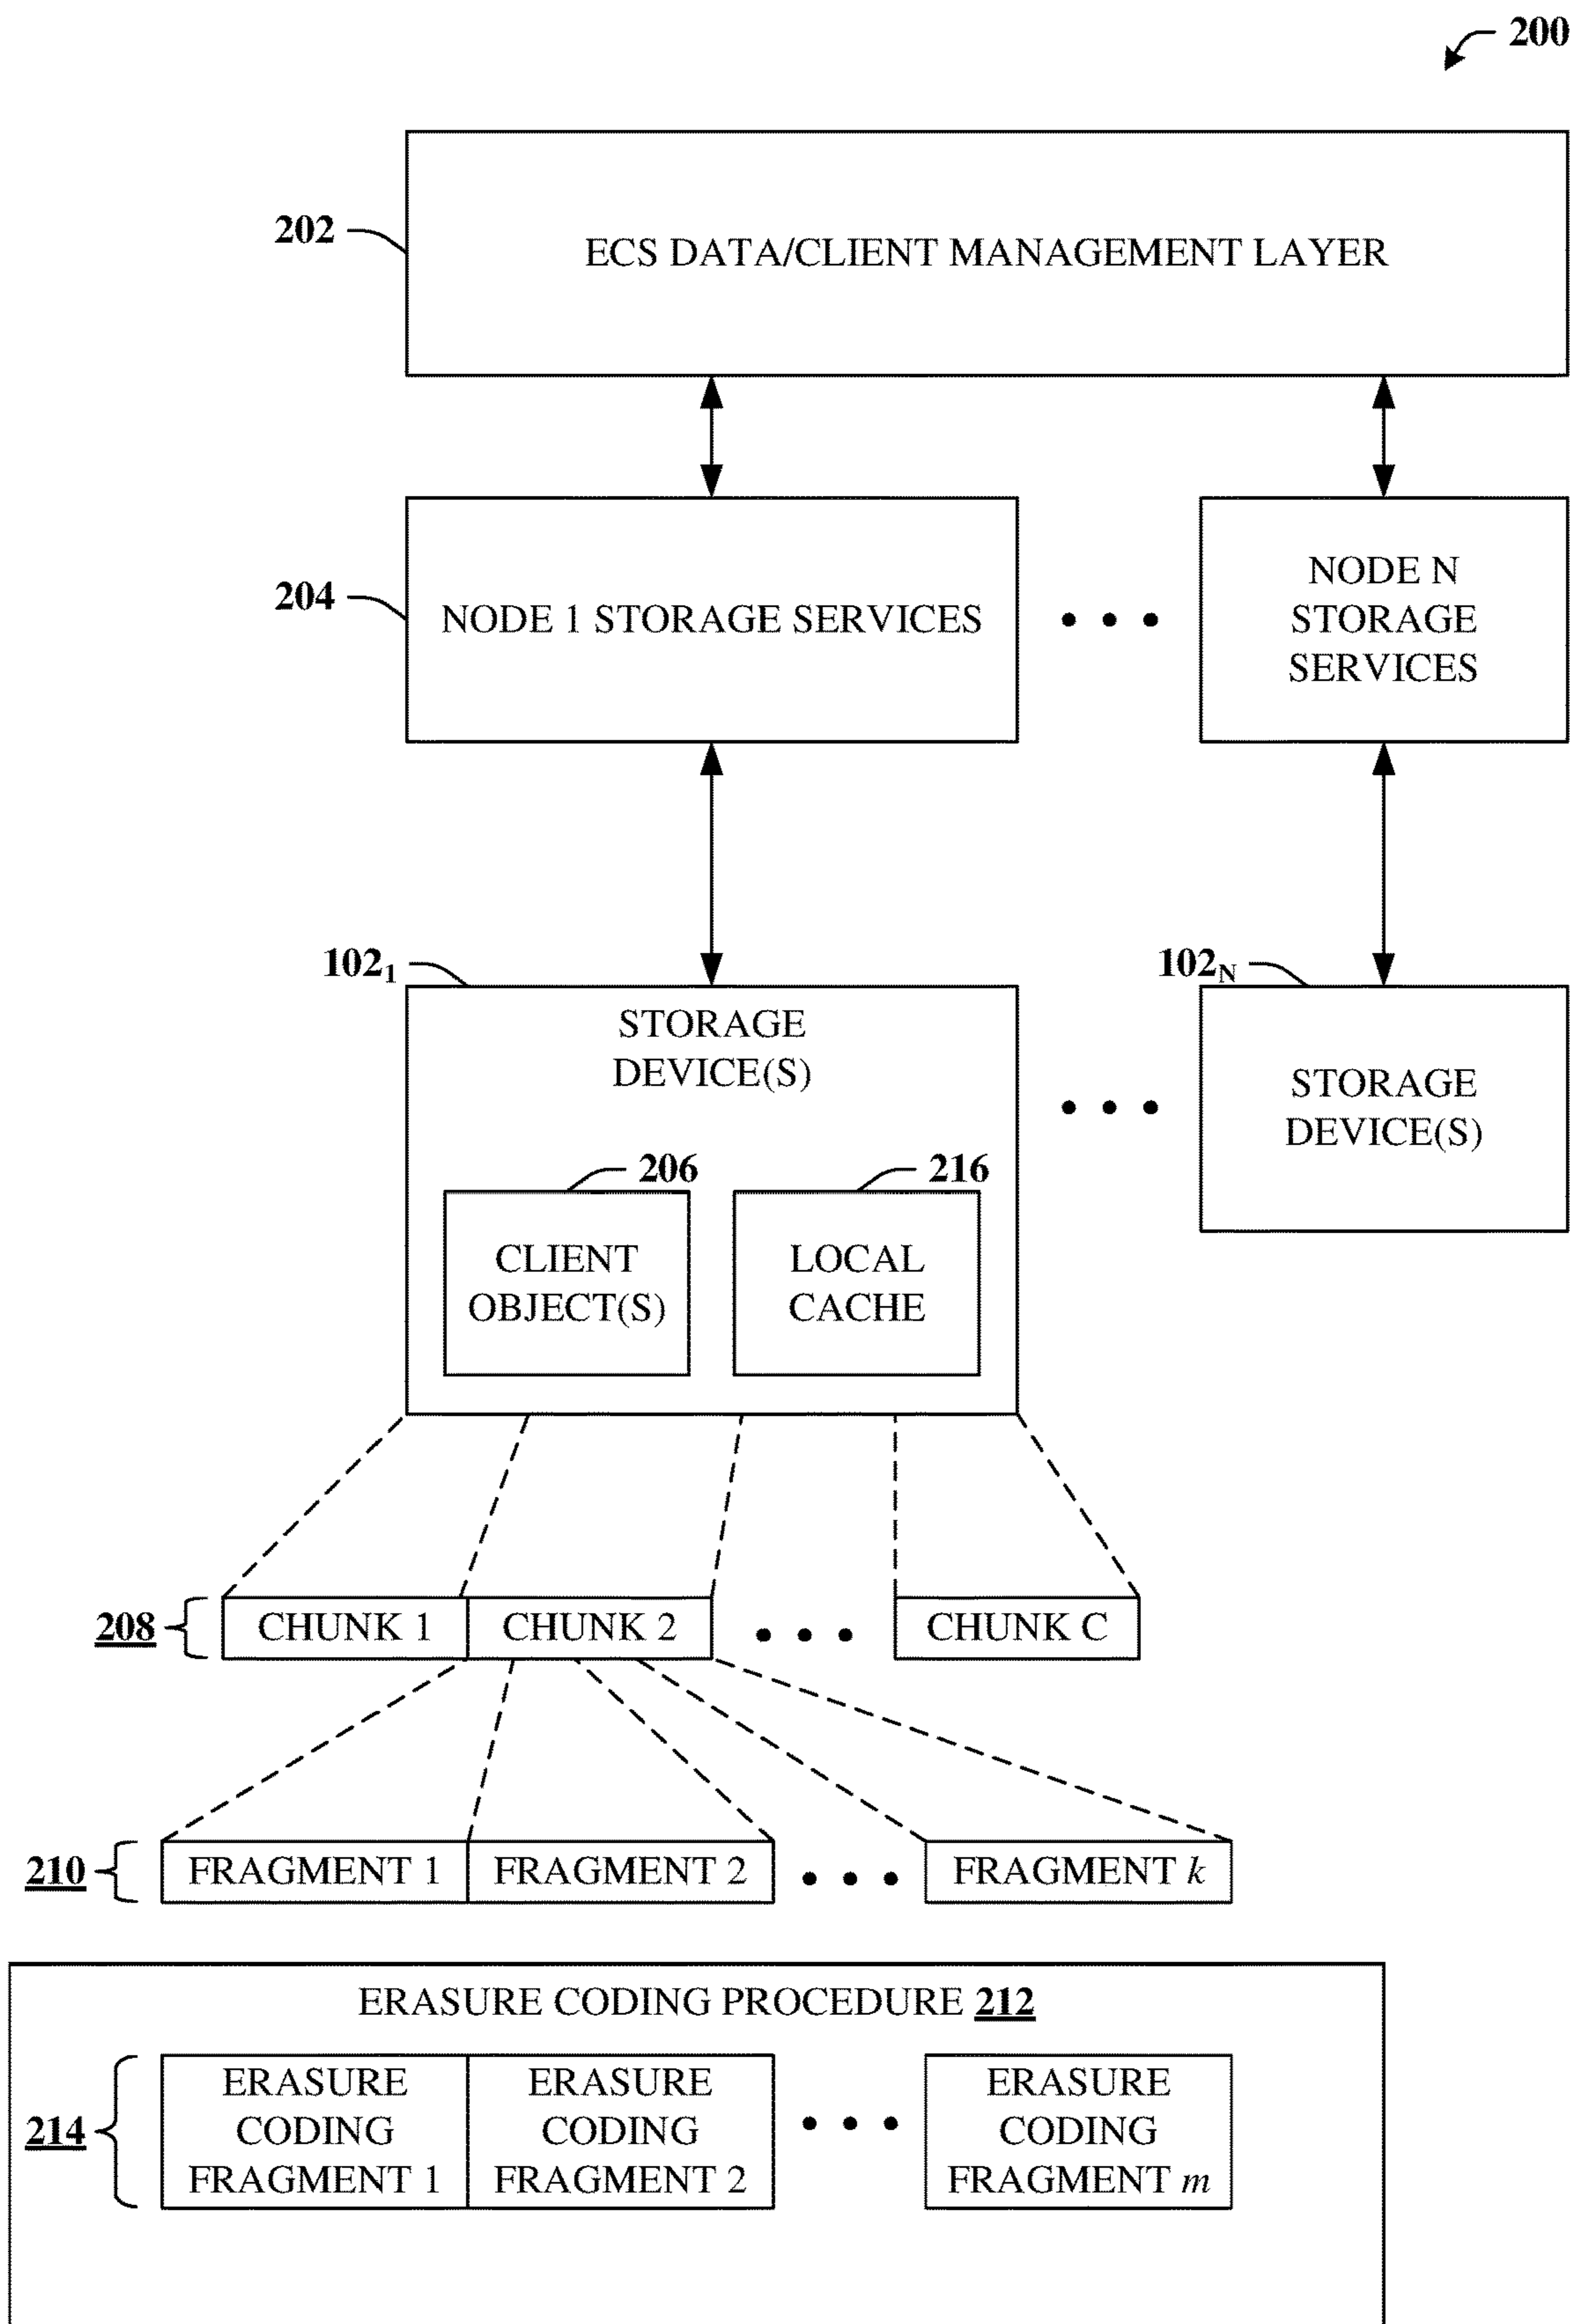 200
202
ECS DATA/CLIENT MANAGEMENT LAYER
204
NODE 1 STORAGE SERVICES
NODE N
STORAGE
SERVICES
102₁
102_N
STORAGE
DEVICE(S)
206
216
CLIENT
OBJECT(S)
LOCAL
CACHE
STORAGE
DEVICE(S)
208
CHUNK 1 CHUNK 2 • • • CHUNK C
210
FRAGMENT 1 FRAGMENT 2 • • • FRAGMENT k
ERASURE CODING PROCEDURE 212
214
ERASURE
CODING
FRAGMENT 1
ERASURE
CODING
FRAGMENT 2
• • •
ERASURE
CODING
FRAGMENT m